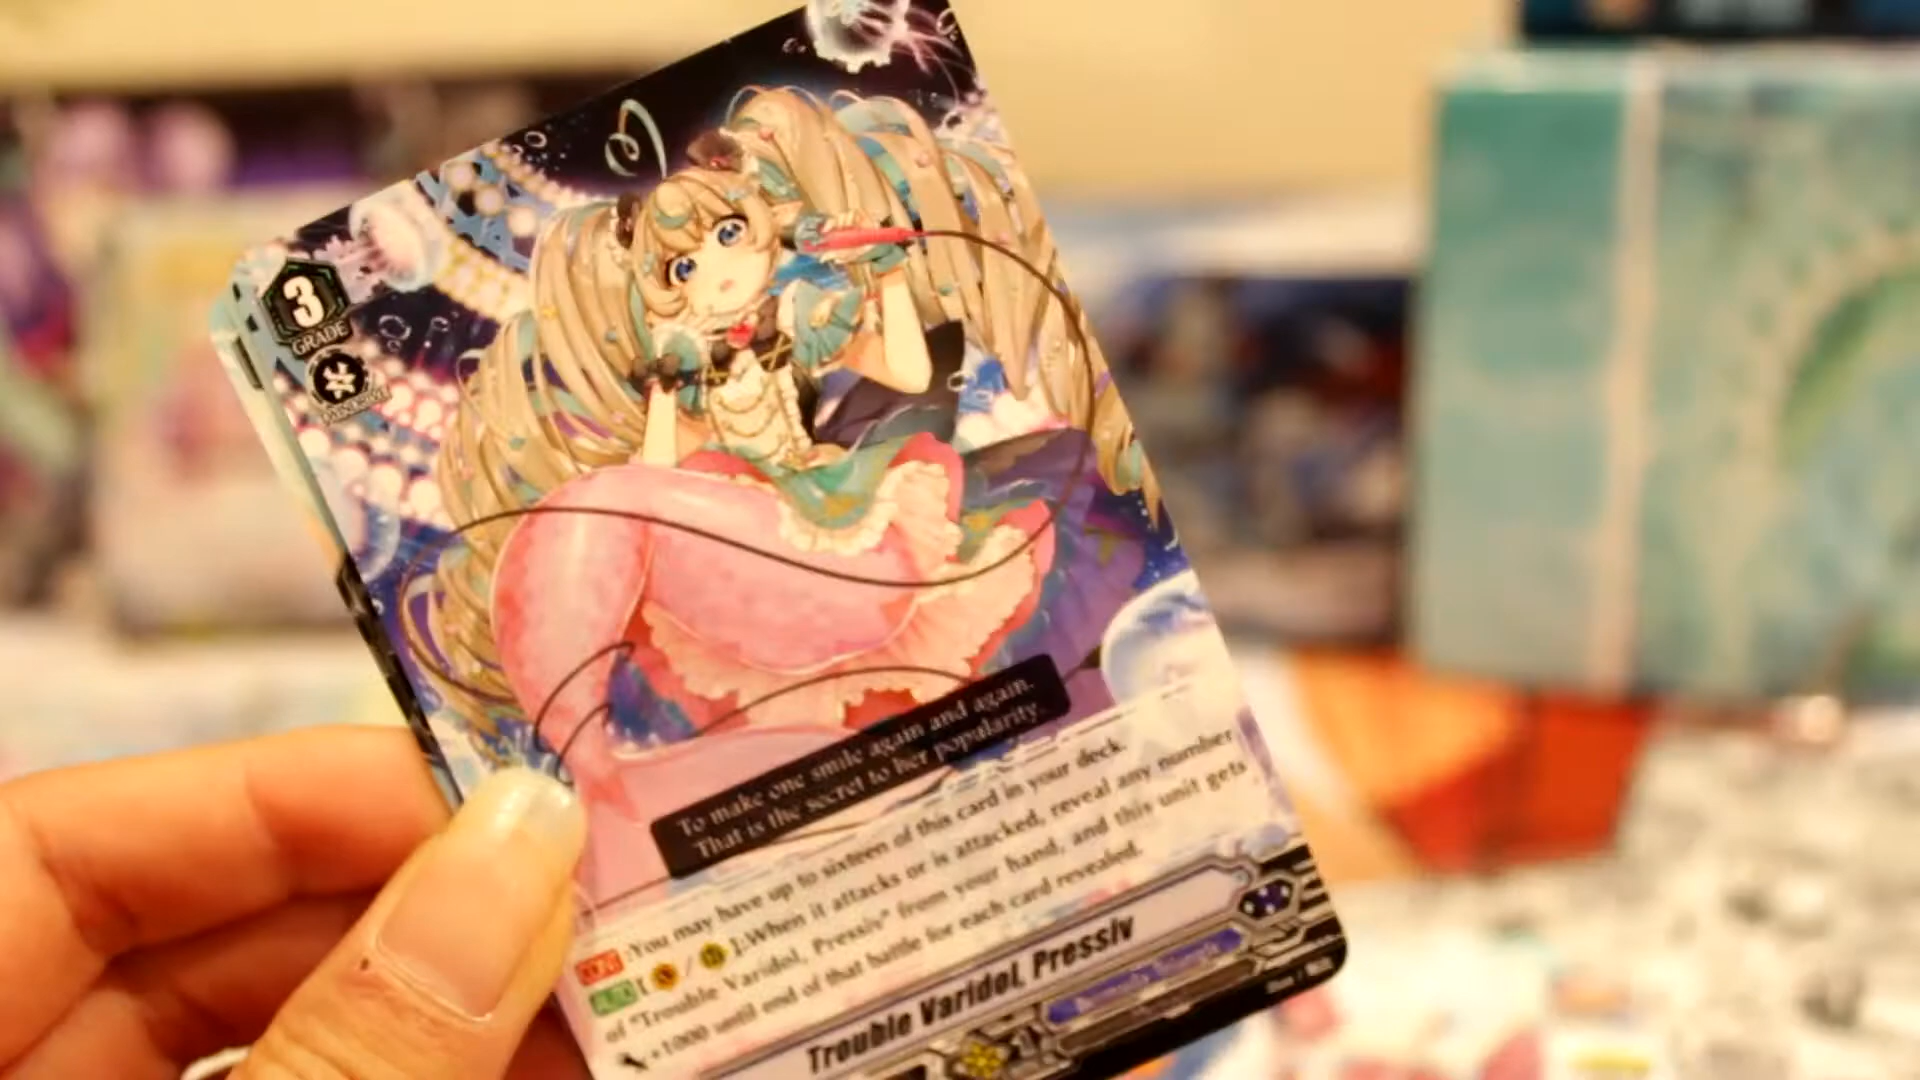 3
GRADE
To make one smile again and again.
That is the secret to her popularity.
:You may have up to sixteen of this card in your deck.
[ / ]:When it attacks or is attacked, reveal any number
of "Trouble Varidol, Pressiv" from your hand, and this unit gets
+1000 until end of that battle for each card revealed.
Trouble Varidol, Pressiv
Bermuda Triangle